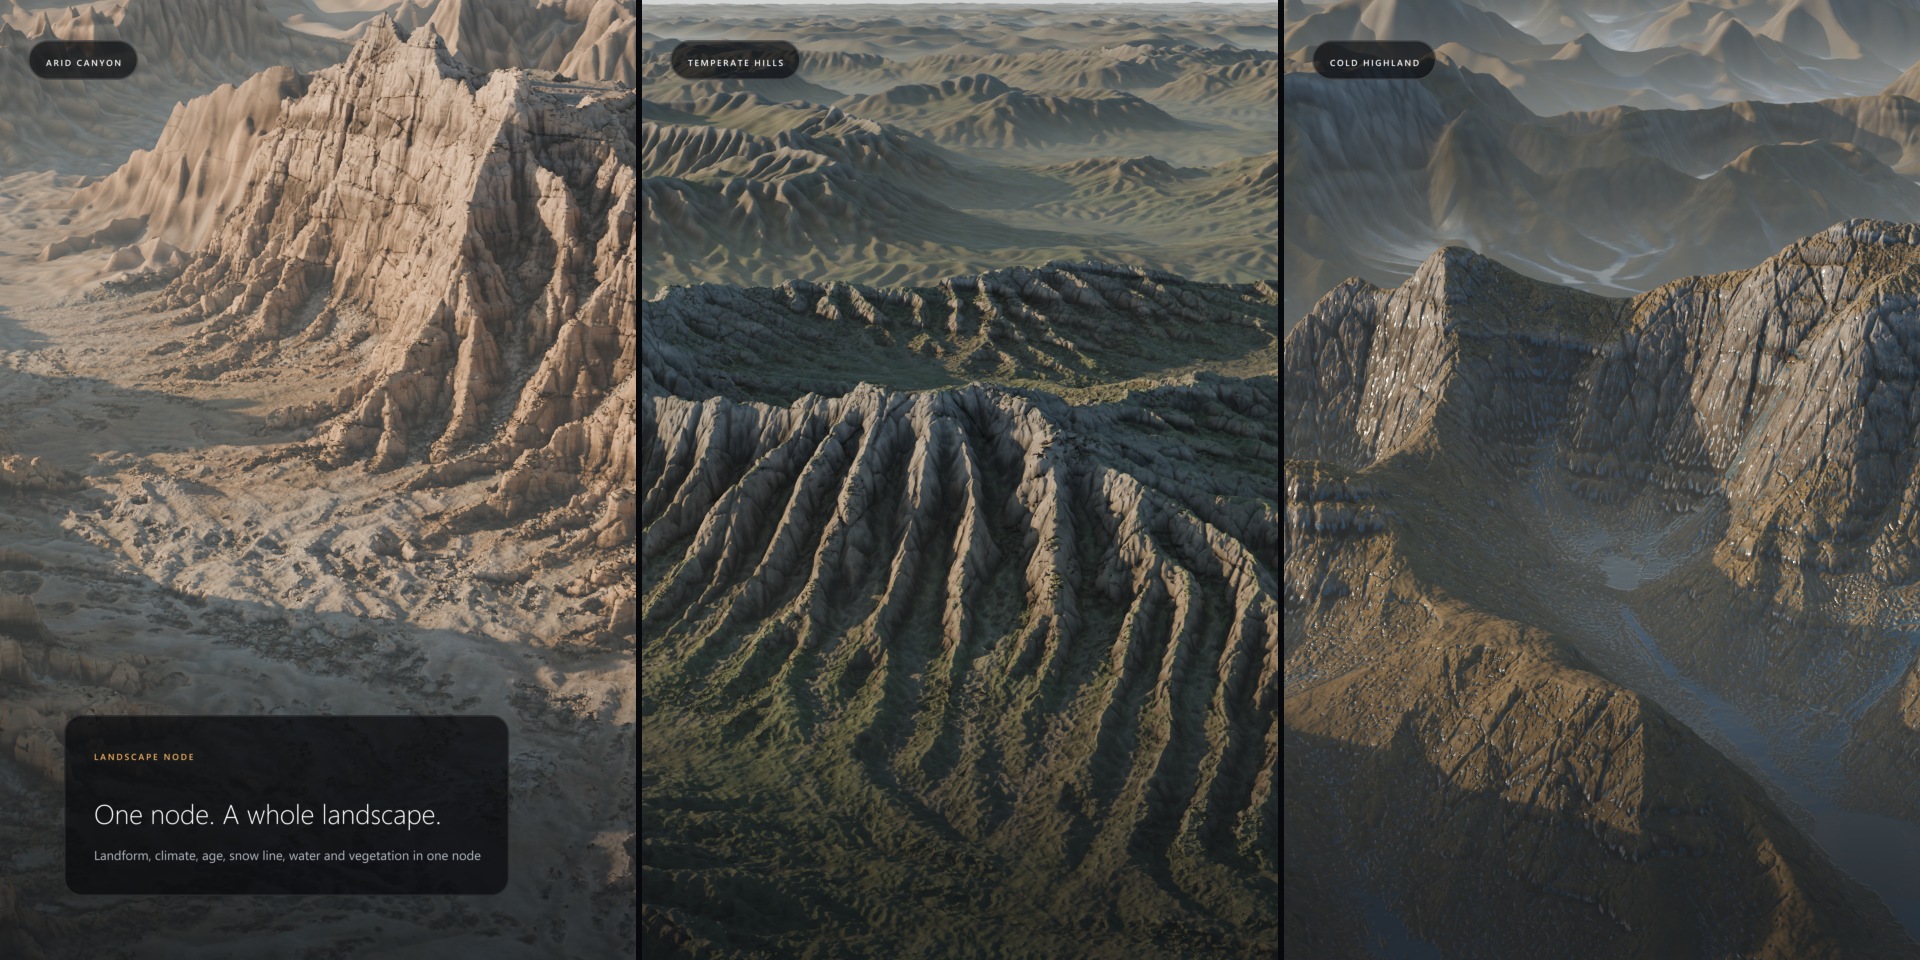 ARID CANYON
TEMPERATE HILLS
COLD HIGHLAND
LANDSCAPE NODE
One node. A whole landscape.
Landform, climate, age, snow line, water and vegetation in one node